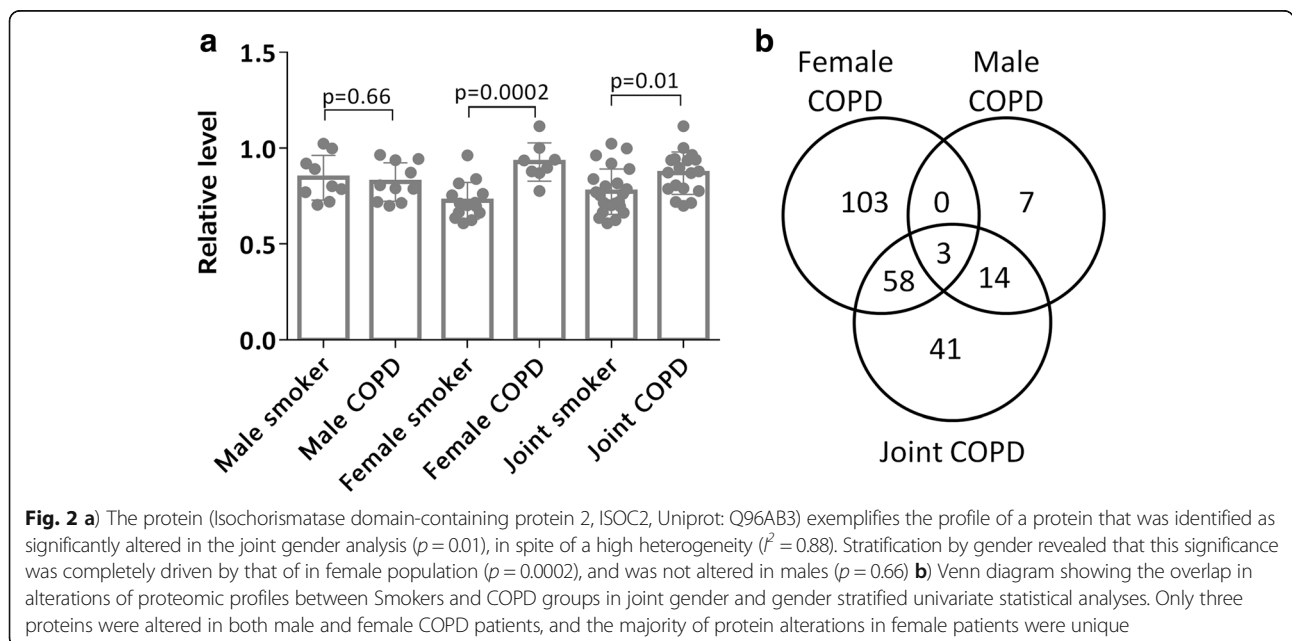 a
1.5
1.0
0.5
0.0
Relative level
p=0.66
p=0.0002
p=0.01
Male smoker
Male COPD
Female smoker
Female COPD
Joint smoker
Joint COPD
b
Female
COPD
Male
COPD
103
0
7
3
58
14
41
Joint COPD
Fig. 2 a) The protein (Isochorismatase domain-containing protein 2, ISOC2, Uniprot: Q96AB3) exemplifies the profile of a protein that was identified as
significantly altered in the joint gender analysis (p = 0.01), in spite of a high heterogeneity (I² = 0.88). Stratification by gender revealed that this significance
was completely driven by that of in female population (p = 0.0002), and was not altered in males (p = 0.66) b) Venn diagram showing the overlap in
alterations of proteomic profiles between Smokers and COPD groups in joint gender and gender stratified univariate statistical analyses. Only three
proteins were altered in both male and female COPD patients, and the majority of protein alterations in female patients were unique